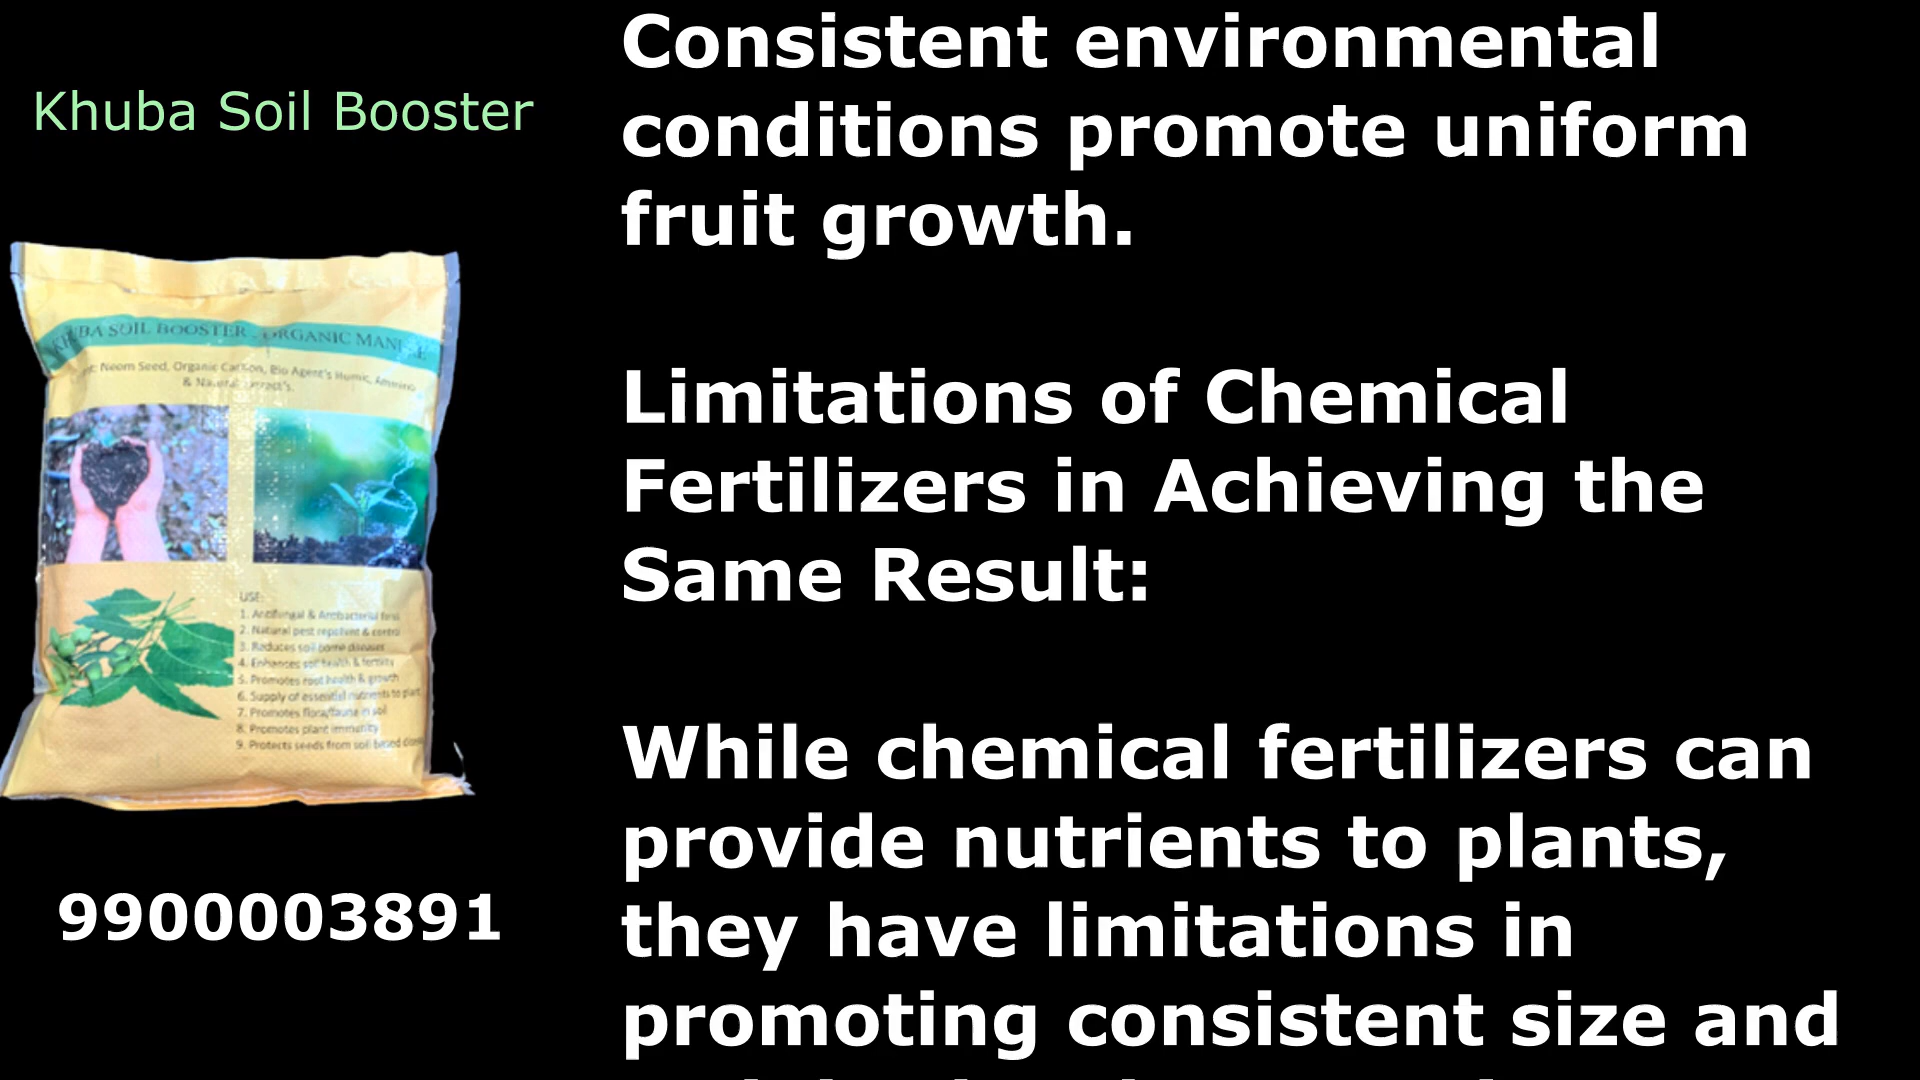 Khuba Soil Booster
KHUBA SOIL BOOSTER - ORGANIC MANURE
Neem Seed, Organic Carbon, Bio Agent's Humic, Ammino
& Natural Extract's.
USE:
1. Antifungal & Antibacterial
2. Natural pest repellent & control
3. Reduces soil borne diseases
4. Enhances soil health & fertility
5. Promotes root health & growth
6. Supply of essential nutrients to plant
7. Promotes flora/fauna in soil
8. Promotes plant immunity
9. Protects seeds from soil based
9900003891
Consistent environmental
conditions promote uniform
fruit growth.
Limitations of Chemical
Fertilizers in Achieving the
Same Result:
While chemical fertilizers can
provide nutrients to plants,
they have limitations in
promoting consistent size and